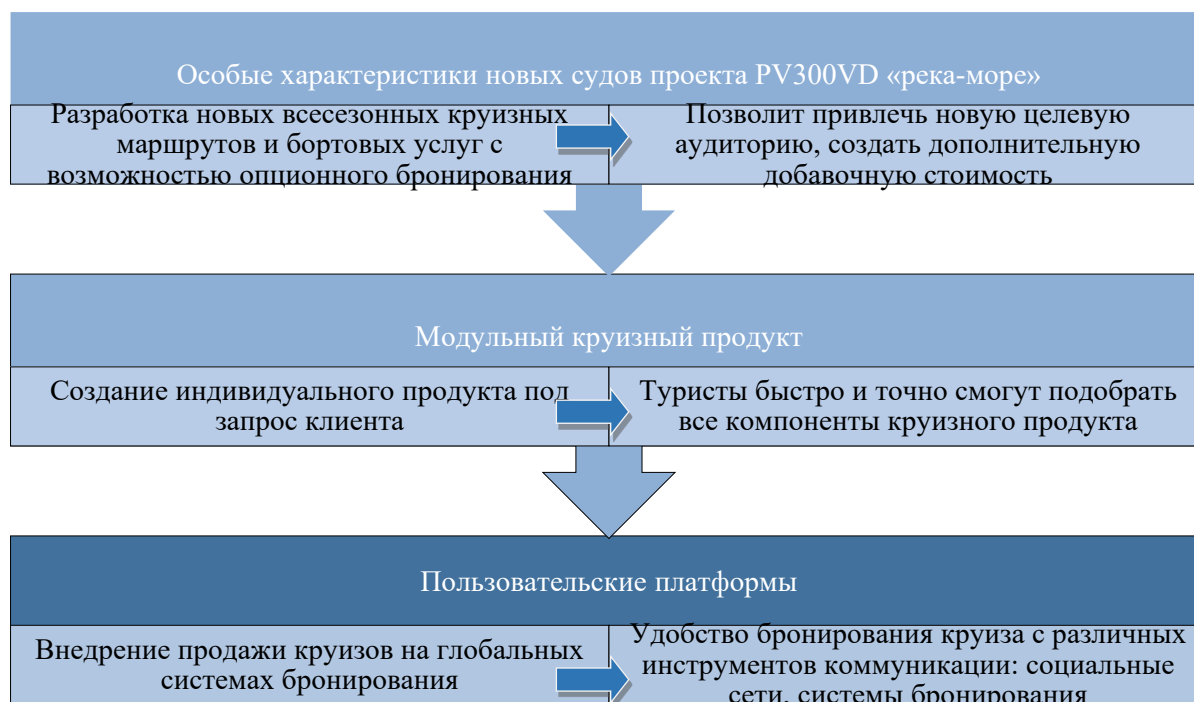 Особые характеристики новых судов проекта PV300VD «река-море»
Разработка новых всесезонных круизных
маршрутов и бортовых услуг с
возможностью опционного бронирования
Позволит привлечь новую целевую
аудиторию, создать дополнительную
добавочную стоимость
Модульный круизный продукт
Создание индивидуального продукта под
запрос клиента
Туристы быстро и точно смогут подобрать
все компоненты круизного продукта
Пользовательские платформы
Внедрение продажи круизов на глобальных
системах бронирования
Удобство бронирования круиза с различных
инструментов коммуникации: социальные
сети, системы бронирования